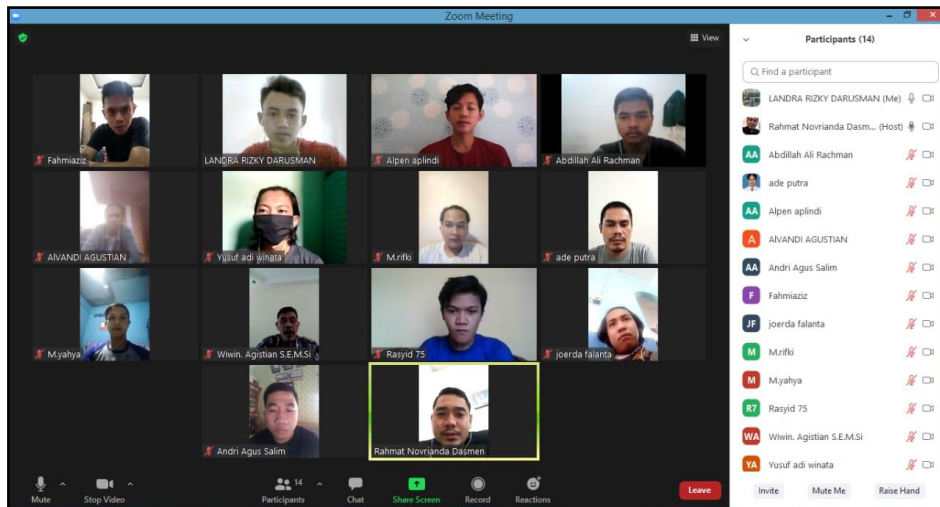 Zoom Meeting
View
Fahmiaziz
LANDRA RIZKY DARUSMAN
Alpen aplindi
Abdillah Ali Rachman
AlVANDI AGUSTIAN
Yusuf adi winata
M.rifki
ade putra
M.yahya
Wiwin. Agistian S.E.M.Si
Rasyid 75
joerda falanta
Andri Agus Salim
Rahmat Novrianda Dasmen
Mute
Stop Video
14
Participants
Chat
Share Screen
Record
Reactions
Leave
Participants (14)
Find a participant
LANDRA RIZKY DARUSMAN (Me)
Rahmat Novrianda Dasm... (Host)
AA Abdillah Ali Rachman
ade putra
AA Alpen aplindi
A AlVANDI AGUSTIAN
AA Andri Agus Salim
F Fahmiaziz
JF joerda falanta
M M.rifki
M M.yahya
R7 Rasyid 75
WA Wiwin. Agistian S.E.M.Si
YA Yusuf adi winata
Invite Mute Me Raise Hand